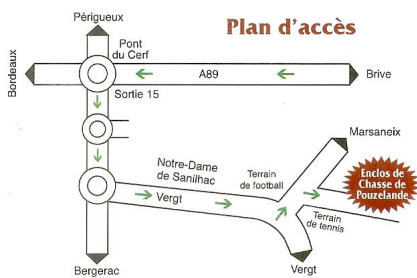 Plan d'accès
Périgueux
Pont
du Cerf
Bordeaux
A89
Brive
Sortie 15
Marsaneix
Notre-Dame
de Sanilhac
Terrain
de football
Enclos de
Chasse de
Pouzelande
Vergt
Terrain
de tennis
Bergerac
Vergt